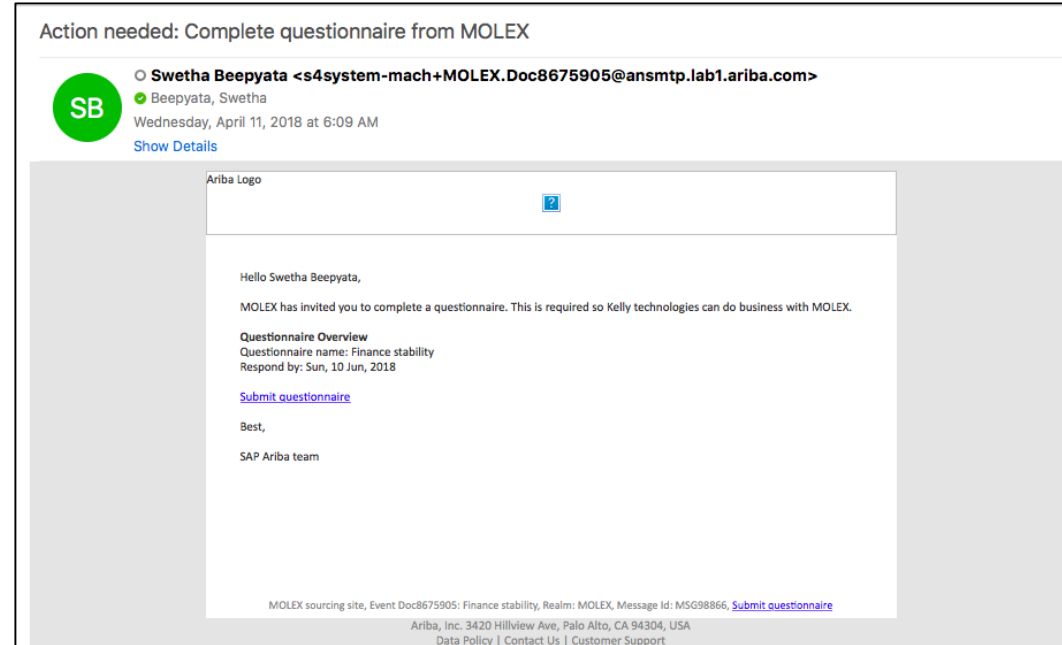 Action needed: Complete questionnaire from MOLEX
SB
Swetha Beepyata <s4system-mach+MOLEX.Doc8675905@ansmtp.lab1.ariba.com>
Beepyata, Swetha
Wednesday, April 11, 2018 at 6:09 AM
Show Details
Ariba Logo
?
Hello Swetha Beepyata,
MOLEX has invited you to complete a questionnaire. This is required so Kelly technologies can do business with MOLEX.
Questionnaire Overview
Questionnaire name: Finance stability
Respond by: Sun, 10 Jun, 2018
Submit questionnaire
Best,
SAP Ariba team
MOLEX sourcing site, Event Doc8675905: Finance stability, Realm: MOLEX, Message Id: MSG98866, Submit questionnaire
Ariba, Inc. 3420 Hillview Ave, Palo Alto, CA 94304, USA
Data Policy | Contact Us | Customer Support